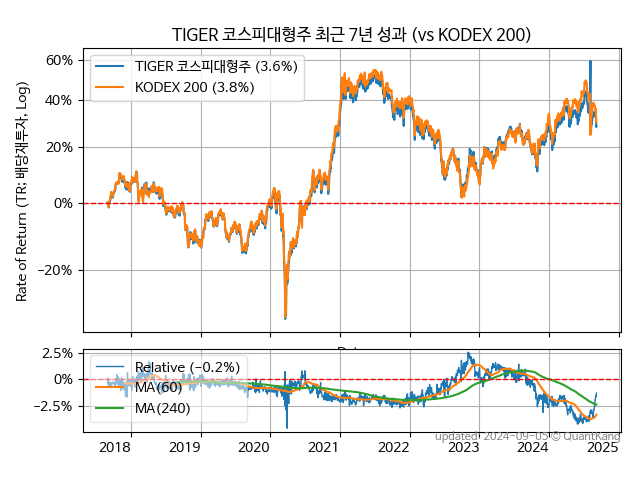 TIGER 코스피대형주 최근 7년 성과 (vs KODEX 200)
Rate of Return (TR: 배당재투자, Log)
60%
40%
20%
0%
−20%
TIGER 코스피대형주 (3.6%)
KODEX 200 (3.8%)
2.5%
0%
−2.5%
Relative (−0.2%)
MA(60)
MA(240)
2018 2019 2020 2021 2022 2023 2024 2025
updated: 2024-09-05 © QuantKang